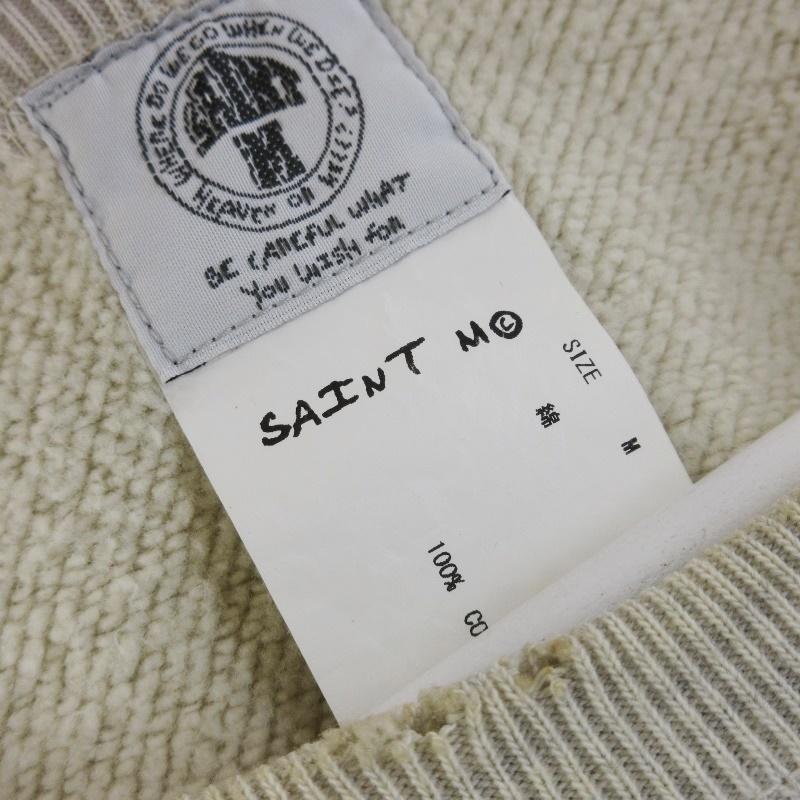 WHERE DO WE GO WHEN WE DIE?
HEAVEN OR HELL?
SAINT
M
BE CAREFUL WHAT
YOU WISH FOR
SAINT M©
SIZE M
綿
100% CO